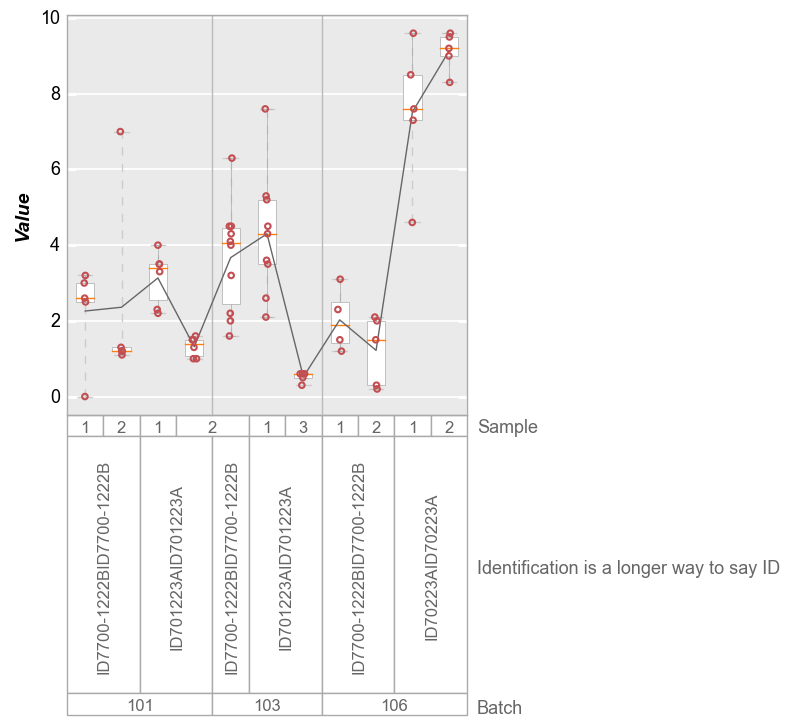 10
8
6
4
2
0
Value
1 2 1 2 1 3 1 2 1 2
Sample
ID7700-1222BID7700-1222B
ID701223AID701223A
ID7700-1222BID7700-1222B
ID701223AID701223A
ID7700-1222BID7700-1222B
ID70223AID70223A
Identification is a longer way to say ID
101 103 106
Batch